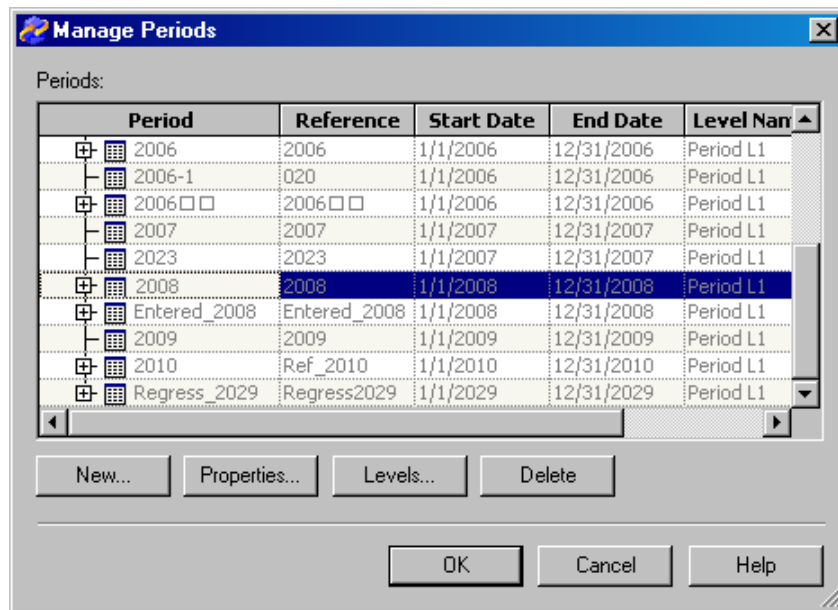 Manage Periods
Periods:
Period Reference Start Date End Date Level Nam
2006 2006 1/1/2006 12/31/2006 Period L1
2006-1 020 1/1/2006 12/31/2006 Period L1
2006□□ 2006□□ 1/1/2006 12/31/2006 Period L1
2007 2007 1/1/2007 12/31/2007 Period L1
2023 2023 1/1/2007 12/31/2007 Period L1
2008 2008 1/1/2008 12/31/2008 Period L1
Entered_2008 Entered_2008 1/1/2008 12/31/2008 Period L1
2009 2009 1/1/2009 12/31/2009 Period L1
2010 Ref_2010 1/1/2010 12/31/2010 Period L1
Regress_2029 Regress2029 1/1/2029 12/31/2029 Period L1
New... Properties... Levels... Delete
OK Cancel Help